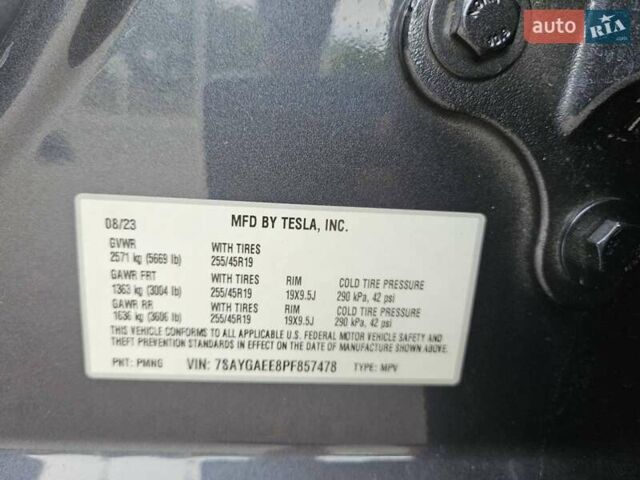 auto RIA.com
08/23 MFD BY TESLA, INC.
GVWR WITH TIRES
2571 kg (5669 lb) 255/45R19
GAWR FRT WITH TIRES RIM COLD TIRE PRESSURE
1363 kg (3004 lb) 255/45R19 19X9.5J 290 kPa, 42 psi
GAWR RR WITH TIRES RIM COLD TIRE PRESSURE
1636 kg (3606 lb) 255/45R19 19X9.5J 290 kPa, 42 psi
THIS VEHICLE CONFORMS TO ALL APPLICABLE U.S. FEDERAL MOTOR VEHICLE SAFETY AND
THEFT PREVENTION STANDARDS IN EFFECT ON THE DATE OF MANUFACTURE SHOWN ABOVE.
PNT: PMNG VIN: 7SAYGAEE8PF857478 TYPE: MPV